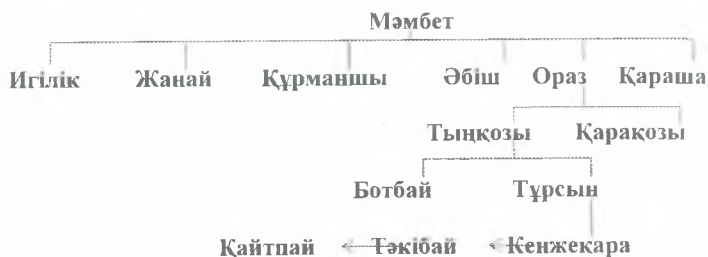 Мәмбет
Игілік Жанай Құрманшы Әбіш Ораз Қараша
Тыңқозы Қарақозы
Ботбай Тұрсын
Қайтпай Тәкібай Кенжеқара